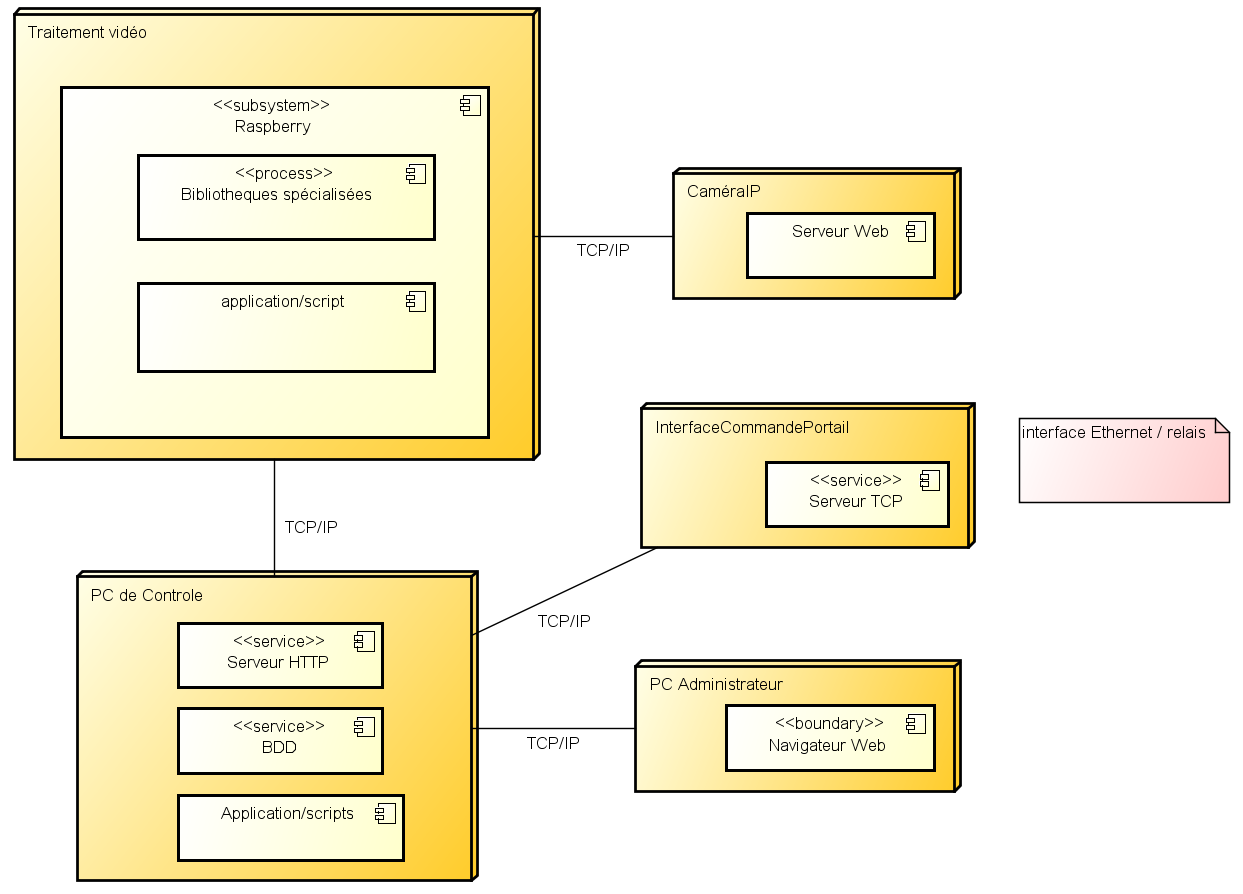 Traitement vidéo
<<subsystem>>
Raspberry
<<process>>
Bibliotheques spécialisées
application/script
TCP/IP
CaméraIP
Serveur Web
InterfaceCommandePortail
<<service>>
Serveur TCP
interface Ethernet / relais
TCP/IP
PC de Controle
<<service>>
Serveur HTTP
<<service>>
BDD
Application/scripts
TCP/IP
TCP/IP
PC Administrateur
<<boundary>>
Navigateur Web